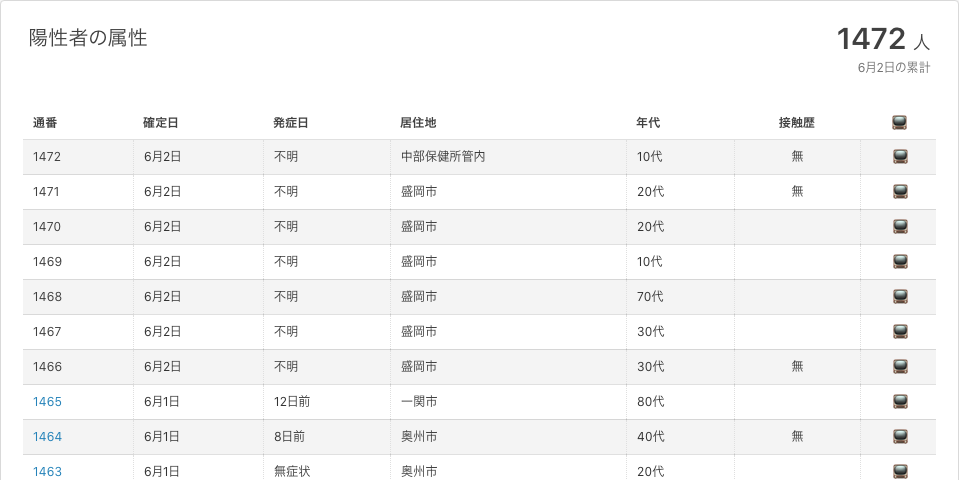 陽性者の属性
1472 人
6月2日の累計
通番 確定日 発症日 居住地 年代 接触歴
1472 6月2日 不明 中部保健所管内 10代 無
1471 6月2日 不明 盛岡市 20代 無
1470 6月2日 不明 盛岡市 20代
1469 6月2日 不明 盛岡市 10代
1468 6月2日 不明 盛岡市 70代
1467 6月2日 不明 盛岡市 30代
1466 6月2日 不明 盛岡市 30代 無
1465 6月1日 12日前 一関市 80代
1464 6月1日 8日前 奥州市 40代 無
1463 6月1日 無症状 奥州市 20代